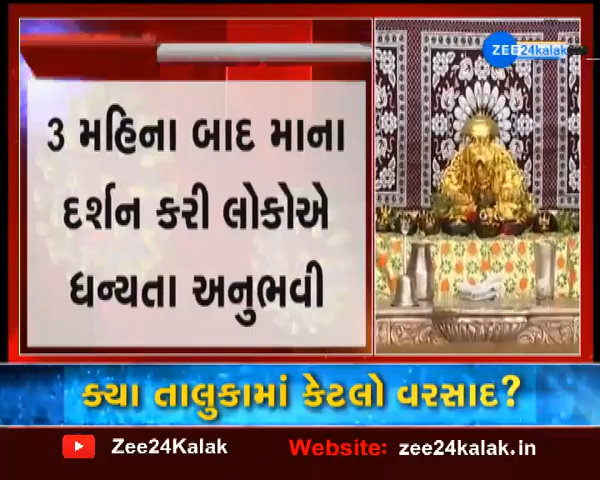 ZEE24kalak
3 મહિના બાદ માના
દર્શન કરી લોકોએ
ધન્યતા અનુભવી
ક્યા તાલુકામાં કેટલો વરસાદ?
Zee24Kalak
Website: zee24kalak.in